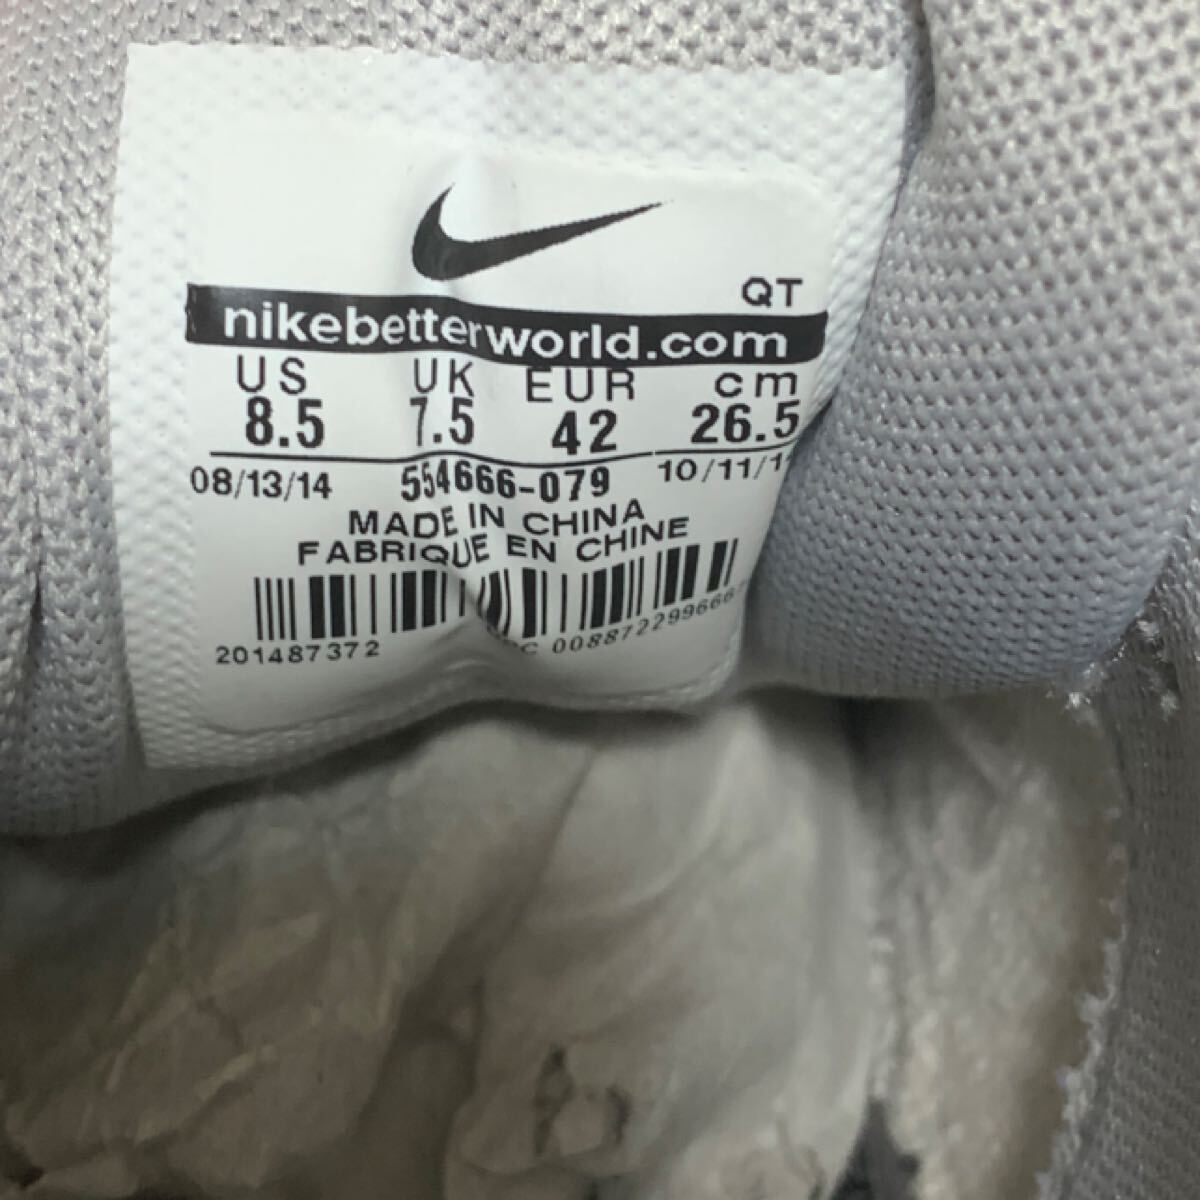 QT
nikebetterworld.com
US UK EUR cm
8.5 7.5 42 26.5
08/13/14 554666-079
MADE IN CHINA
FABRIQUE EN CHINE
201487372